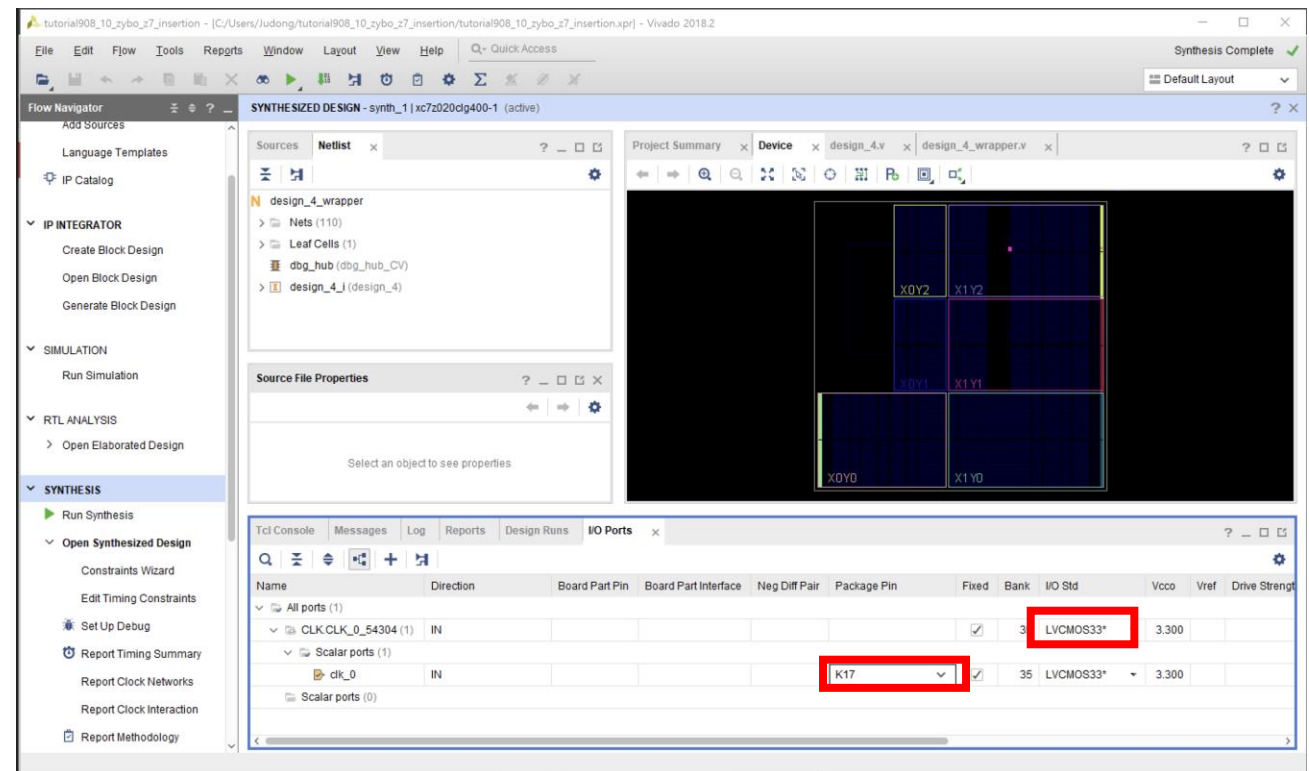 tutorial908_10_zybo_z7_insertion - [C:/Users/Judong/tutorial908_10_zybo_z7_insertion/tutorial908_10_zybo_z7_insertion.xpr] - Vivado 2018.2
File Edit Flow Tools Reports Window Layout View Help Q- Quick Access Synthesis Complete
Default Layout
Flow Navigator
SYNTHESIZED DESIGN - synth_1 | xc7z020clg400-1 (active)
Add Sources
Language Templates
IP Catalog
IP INTEGRATOR
Create Block Design
Open Block Design
Generate Block Design
SIMULATION
Run Simulation
RTL ANALYSIS
Open Elaborated Design
SYNTHESIS
Run Synthesis
Open Synthesized Design
Constraints Wizard
Edit Timing Constraints
Set Up Debug
Report Timing Summary
Report Clock Networks
Report Clock Interaction
Report Methodology
Sources Netlist
N design_4_wrapper
Nets (110)
Leaf Cells (1)
dbg_hub (dbg_hub_CV)
design_4_i (design_4)
Source File Properties
Select an object to see properties
Project Summary Device design_4.v design_4_wrapper.v
X0Y2 X1Y2
X0Y1 X1Y1
X0Y0 X1Y0
Tcl Console Messages Log Reports Design Runs I/O Ports
Name Direction Board Part Pin Board Part Interface Neg Diff Pair Package Pin Fixed Bank I/O Std Vcco Vref Drive Strengt
All ports (1)
CLK.CLK_0_54304 (1) IN 3 LVCMOS33* 3.300
Scalar ports (1)
clk_0 IN K17 35 LVCMOS33* 3.300
Scalar ports (0)